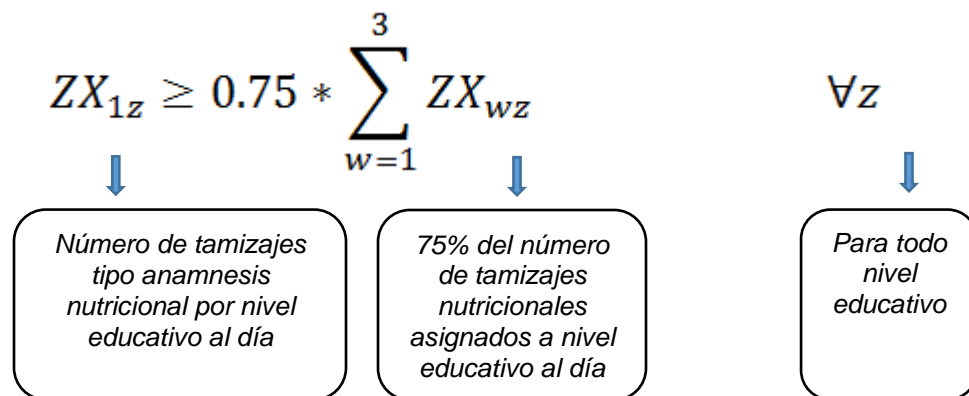 3
ZX₁z ≥ 0.75 * ∑ ZXwz ∀z
w=1
Número de tamizajes
tipo anamnesis
nutricional por nivel
educativo al día
75% del número
de tamizajes
nutricionales
asignados a nivel
educativo al día
Para todo
nivel
educativo